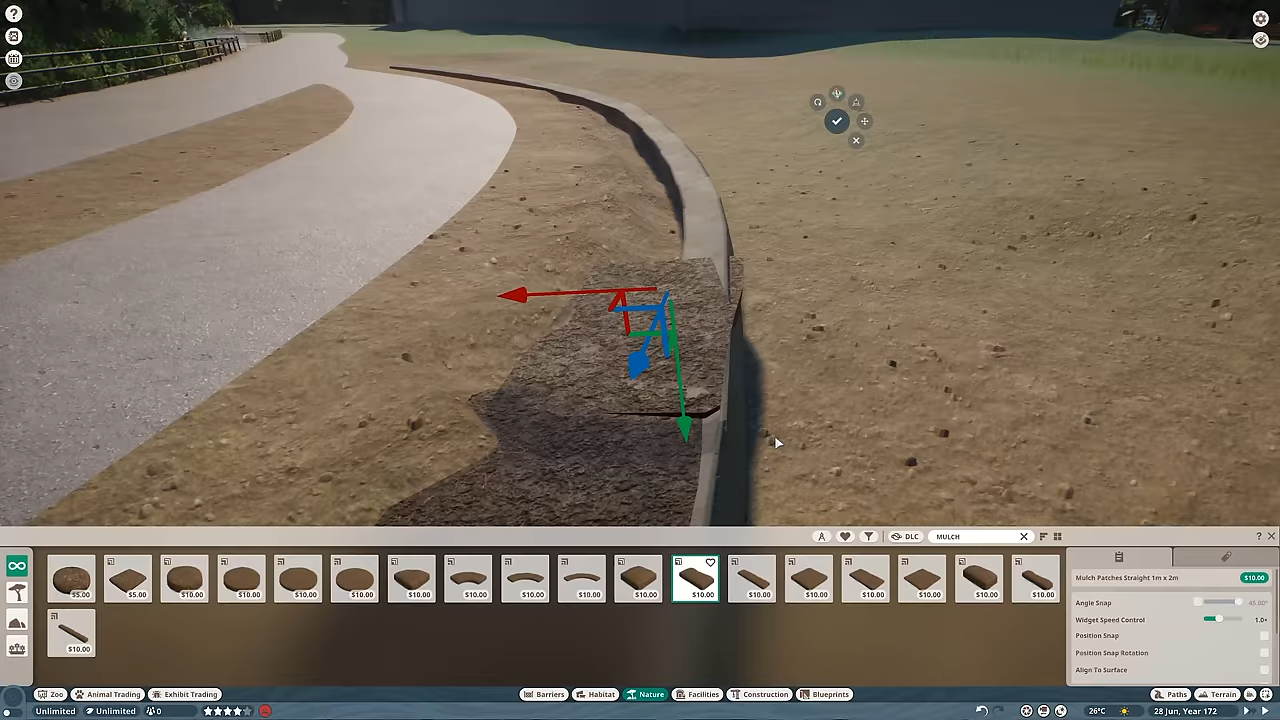 DLC
MULCH
?
$5.00 $5.00 $10.00 $10.00 $10.00 $10.00 $10.00 $10.00 $10.00 $10.00 $10.00 $10.00 $10.00 $10.00 $10.00 $10.00 $10.00 $10.00
$10.00
Mulch Patches Straight 1m x 2m $10.00
Angle Snap 45.00°
Widget Speed Control 1.0×
Position Snap
Position Snap Rotation
Align To Surface
Zoo Animal Trading Exhibit Trading Barriers Habitat Nature Facilities Construction Blueprints Paths Terrain
Unlimited Unlimited 0 26°C 28 Jun, Year 172